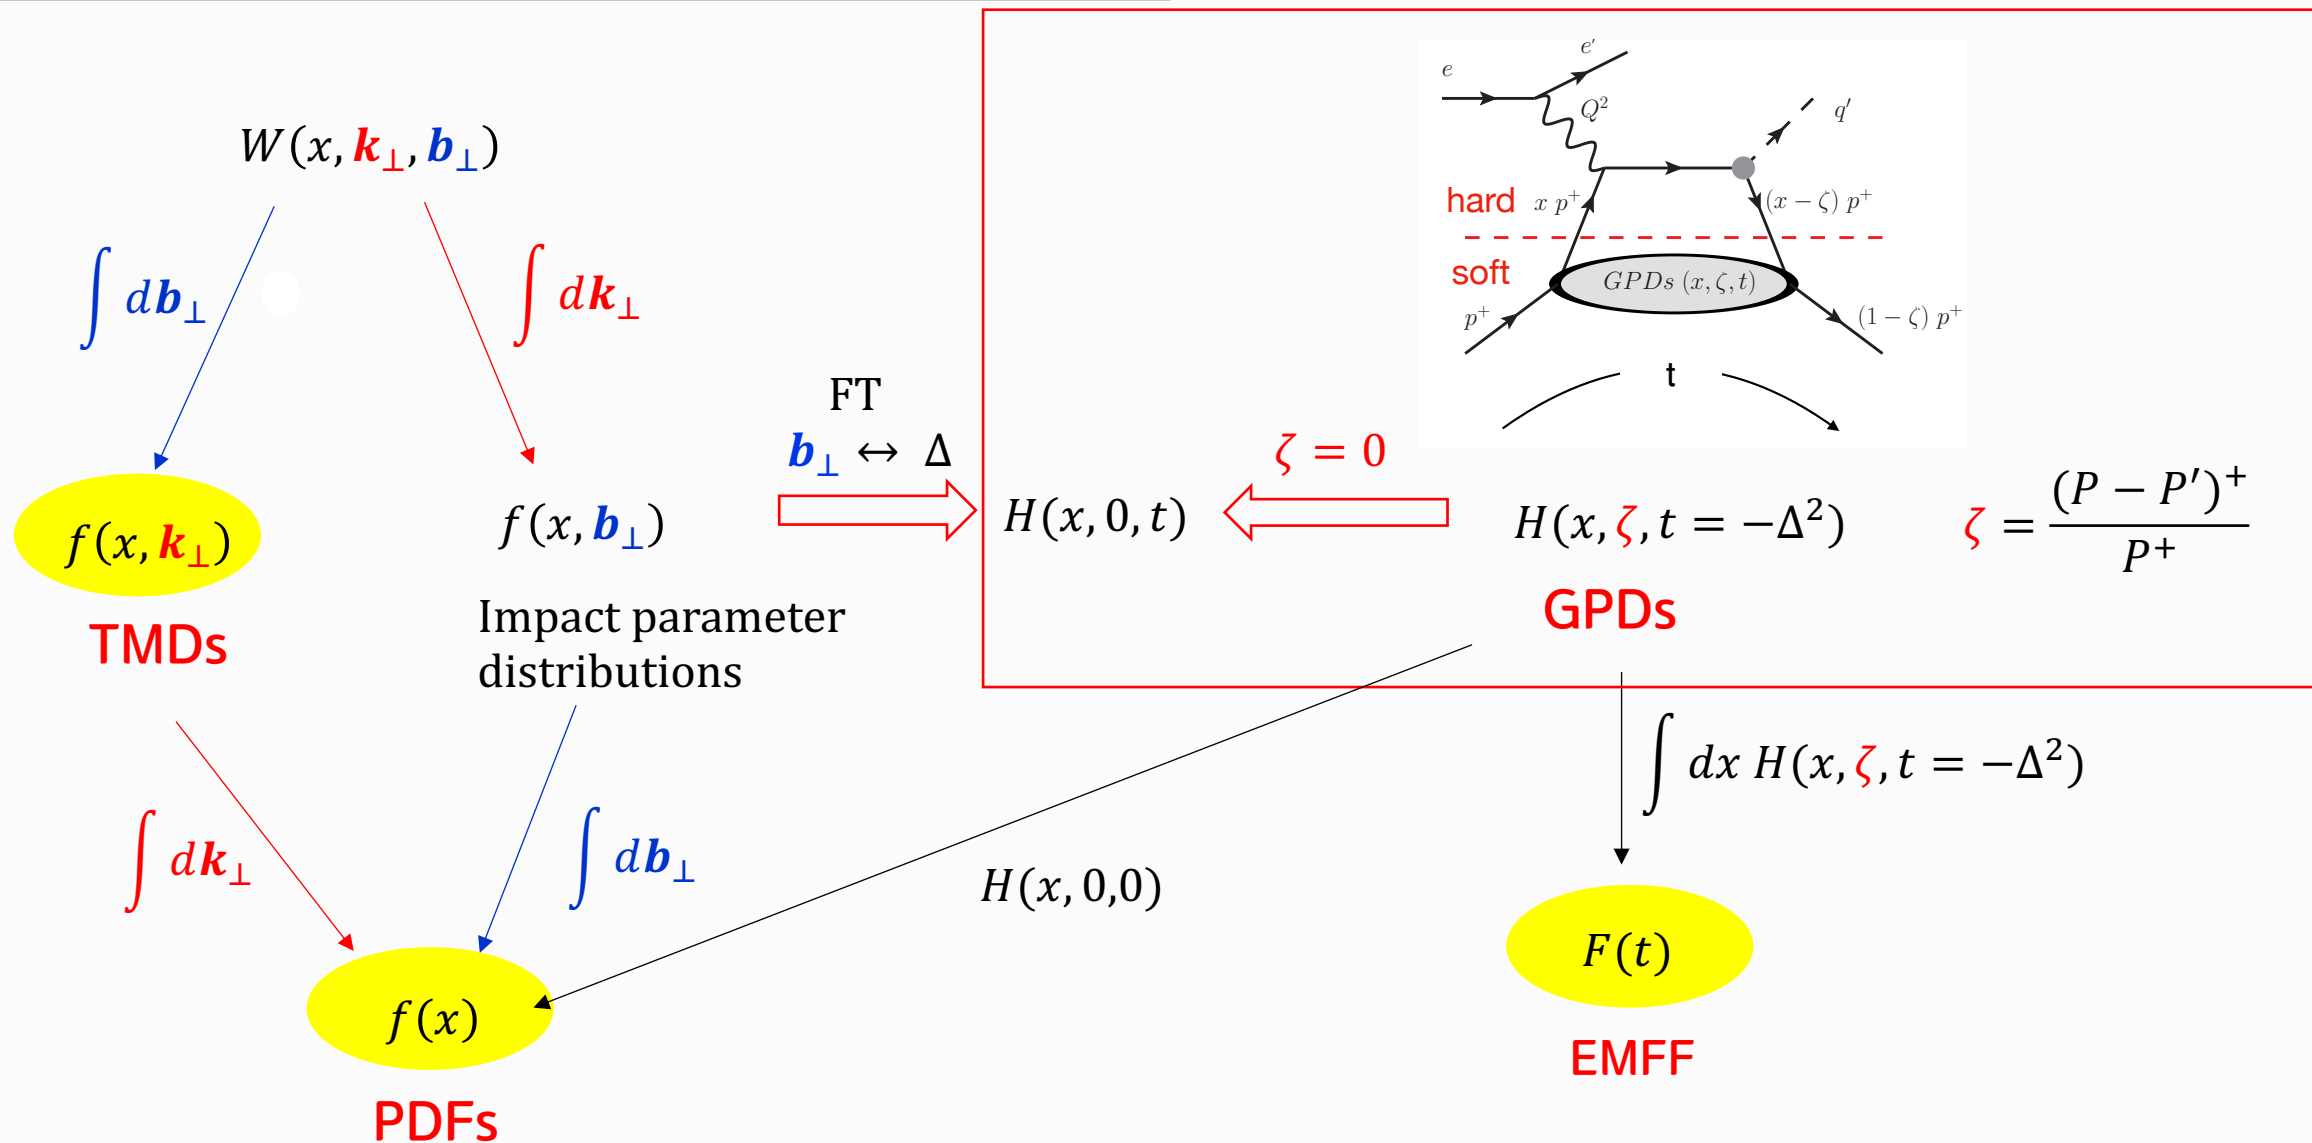 e
e′
Q²
q′
hard
x p⁺
(x − ζ) p⁺
soft
GPDs (x, ζ, t)
p⁺
(1 − ζ) p⁺
t
W(x, k⊥, b⊥)
∫ db⊥
∫ dk⊥
FT
b⊥ ↔ Δ
ζ = 0
f(x, k⊥)
TMDs
f(x, b⊥)
Impact parameter
distributions
H(x, 0, t)
H(x, ζ, t = −Δ²)
ζ = (P − P′)⁺ / P⁺
GPDs
∫ dx H(x, ζ, t = −Δ²)
∫ dk⊥
∫ db⊥
H(x, 0,0)
f(x)
PDFs
F(t)
EMFF